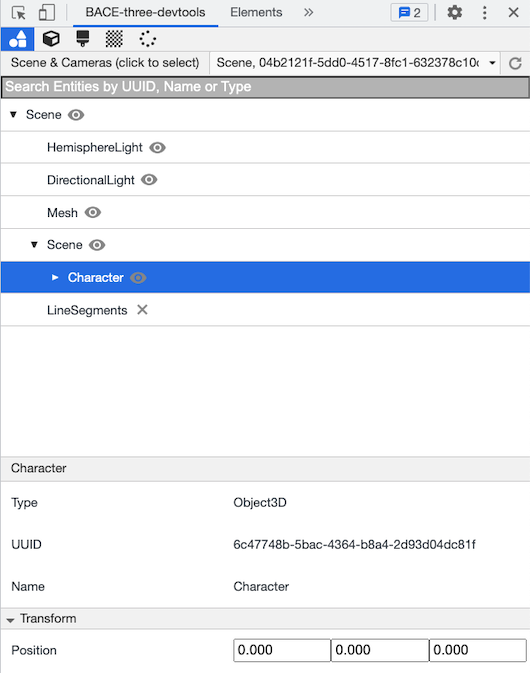 BACE-three-devtools Elements 2
Scene & Cameras (click to select) Scene, 04b2121f-5dd0-4517-8fc1-632378c10
Search Entities by UUID, Name or Type
Scene
HemisphereLight
DirectionalLight
Mesh
Scene
Character
LineSegments
Character
Type Object3D
UUID 6c47748b-5bac-4364-b8a4-2d93d04dc81f
Name Character
Transform
Position 0.000 0.000 0.000